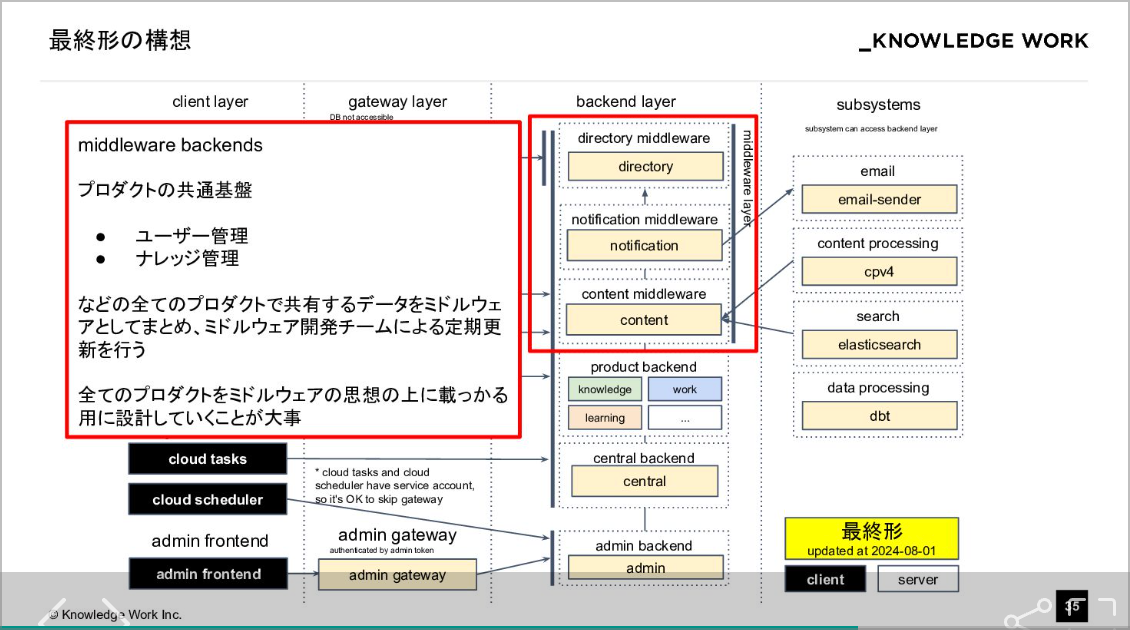 最終形の構想
_KNOWLEDGE WORK
client layer
gateway layer
DB not accessible
backend layer
subsystems
subsystem can access backend layer
middleware backends
プロダクトの共通基盤
● ユーザー管理
● ナレッジ管理
などの全てのプロダクトで共有するデータをミドルウェ
アとしてまとめ、ミドルウェア開発チームによる定期更
新を行う
全てのプロダクトをミドルウェアの思想の上に載っかる
用に設計していくことが大事
directory middleware
directory
notification middleware
notification
content middleware
content
middleware layer
product backend
knowledge
work
learning
...
central backend
central
admin backend
admin
email
email-sender
content processing
cpv4
search
elasticsearch
data processing
dbt
cloud tasks
cloud scheduler
* cloud tasks and cloud
scheduler have service account,
so it's OK to skip gateway
admin frontend
admin frontend
admin gateway
authenticated by admin token
admin gateway
最終形
updated at 2024-08-01
client
server
© Knowledge Work Inc.
35